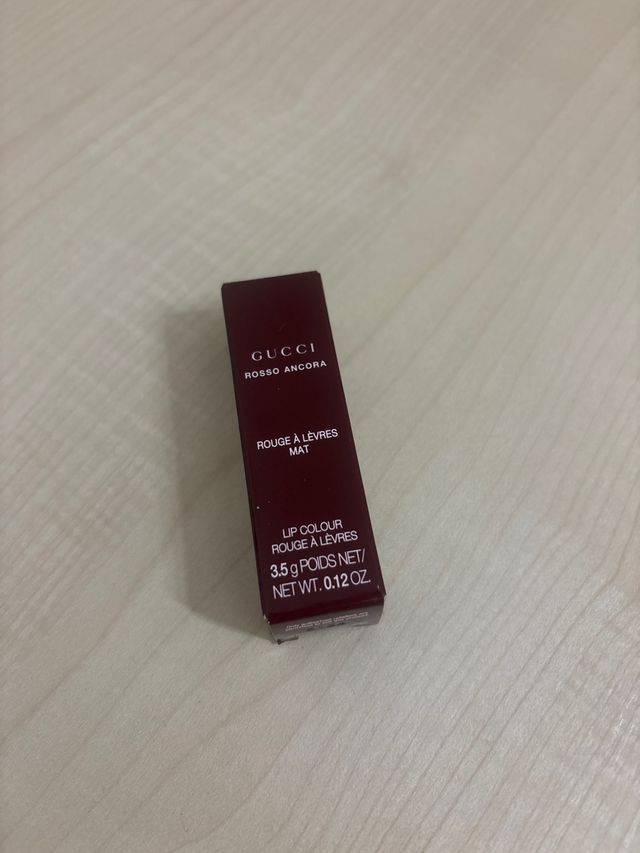 GUCCI
ROSSO ANCORA
ROUGE À LÈVRES
MAT
LIP COLOUR
ROUGE À LÈVRES
3.5 g POIDS NET/
NET WT. 0.12 OZ.